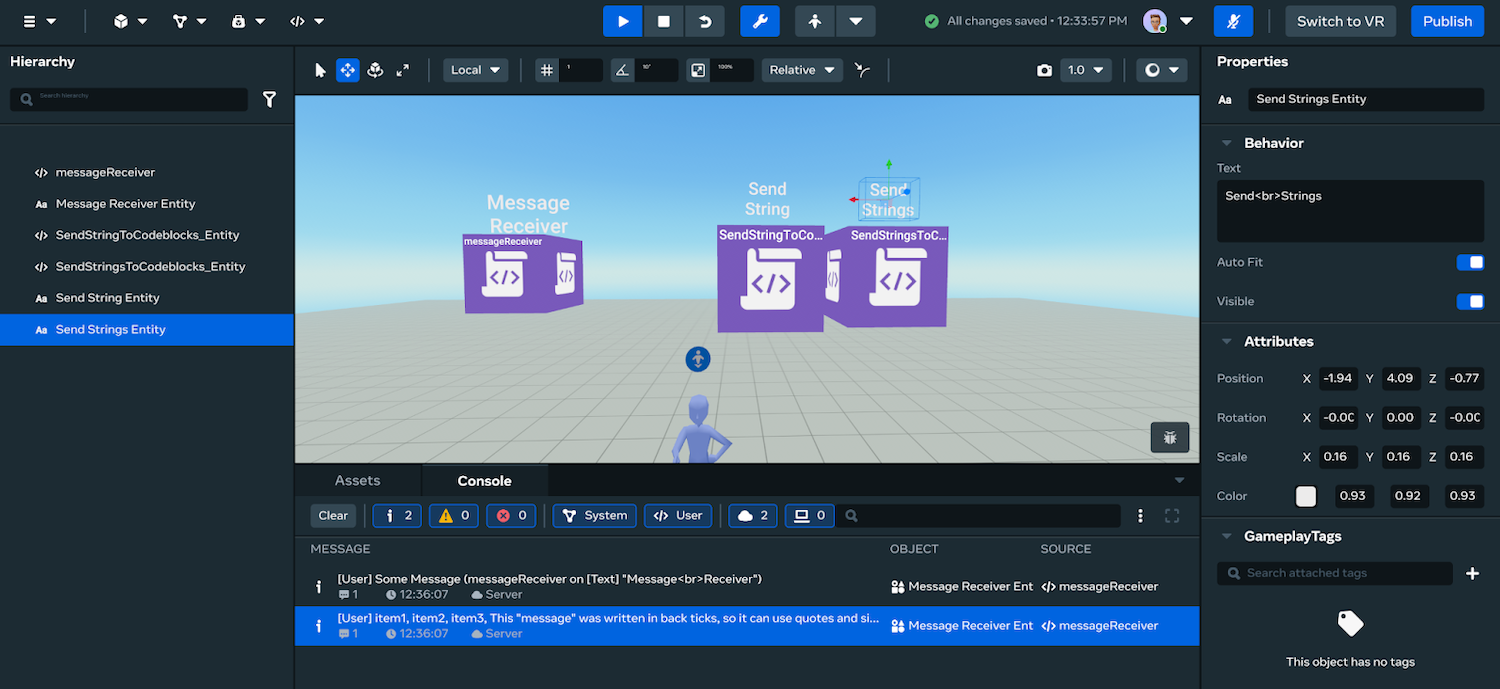 All changes saved • 12:33:57 PM
Switch to VR
Publish
Hierarchy
Search hierarchy
messageReceiver
Message Receiver Entity
SendStringToCodeblocks_Entity
SendStringsToCodeblocks_Entity
Send String Entity
Send Strings Entity
Local
1
10°
100%
Relative
1.0
Message
Receiver
messageReceiver
</>
</>
Send
String
SendStringToCo...
</>
Send
Strings
SendStringsToC...
</>
</>
Assets
Console
Clear
2
0
0
System
</> User
2
0
MESSAGE
OBJECT
SOURCE
[User] Some Message (messageReceiver on [Text] "Message<br>Receiver")
1
12:36:07
Server
Message Receiver Ent
</> messageReceiver
[User] item1, item2, item3, This "message" was written in back ticks, so it can use quotes and si...
1
12:36:07
Server
Message Receiver Ent
</> messageReceiver
Properties
Aa Send Strings Entity
Behavior
Text
Send<br>Strings
Auto Fit
Visible
Attributes
Position X -1.94 Y 4.09 Z -0.77
Rotation X -0.0C Y 0.00 Z -0.0C
Scale X 0.16 Y 0.16 Z 0.16
Color 0.93 0.92 0.93
GameplayTags
Search attached tags
This object has no tags